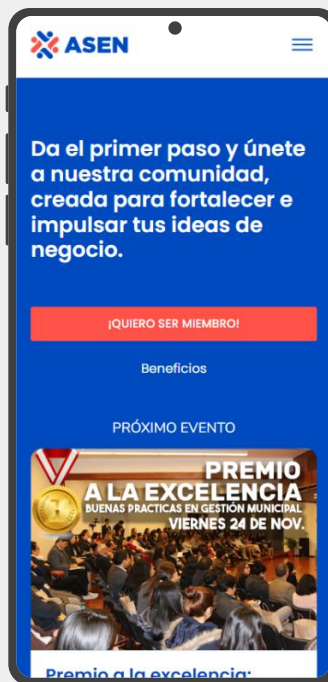 ASEN
Da el primer paso y únete
a nuestra comunidad,
creada para fortalecer e
impulsar tus ideas de
negocio.
¡QUIERO SER MIEMBRO!
Beneficios
PRÓXIMO EVENTO
PREMIO
A LA EXCELENCIA
BUENAS PRACTICAS EN GESTIÓN MUNICIPAL
VIERNES 24 DE NOV.
Premio a la excelencia: